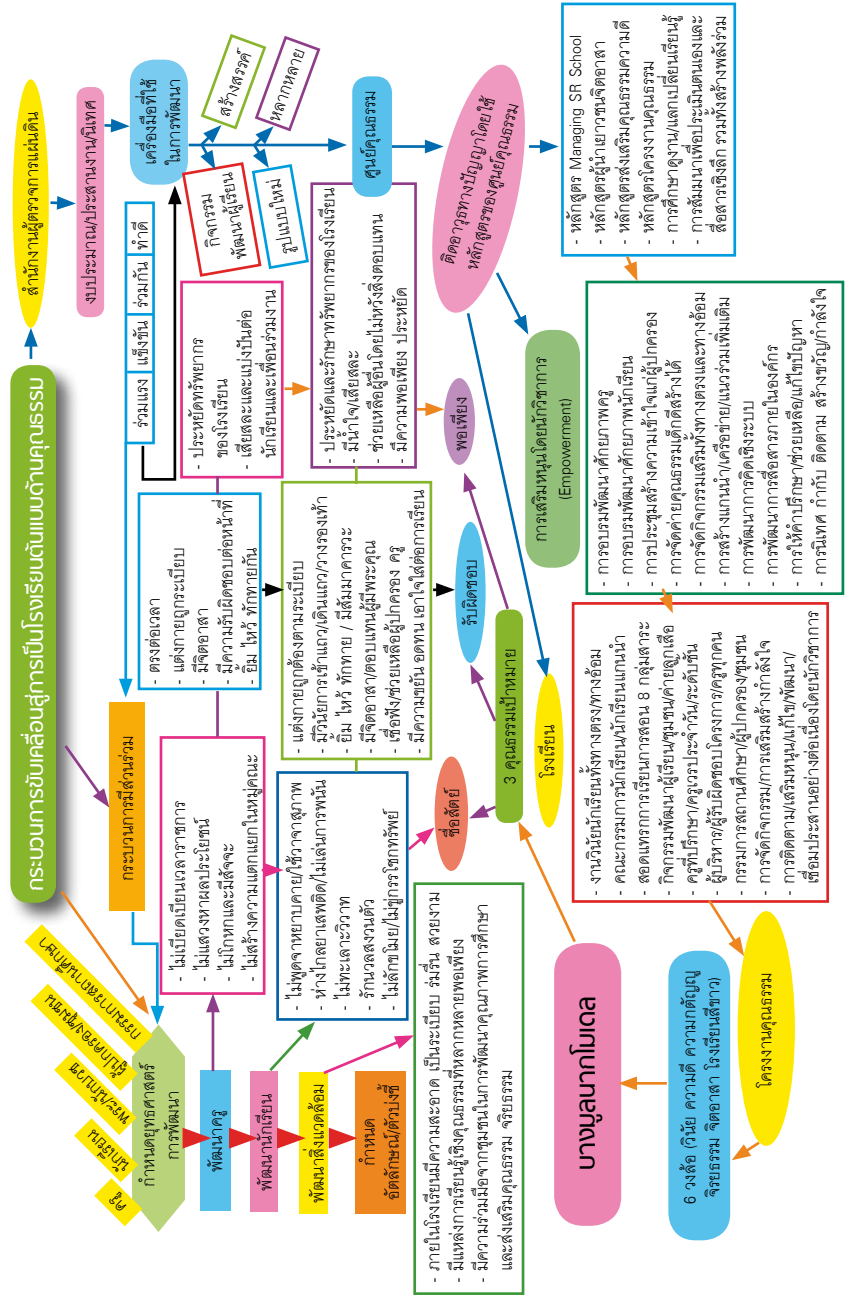 กระบวนการขับเคลื่อนสู่การเป็นโรงเรียนต้นแบบด้านคุณธรรม
ครู
นักเรียน
พระ/นักบวช
ผู้ปกครอง/ชุมชน
กรรมการสถานศึกษา
กำหนดยุทธศาสตร์
การพัฒนา
พัฒนาครู
พัฒนานักเรียน
พัฒนาสิ่งแวดล้อม
กำหนด
อัตลักษณ์/ตัวบ่งชี้
กระบวนการมีส่วนร่วม
ร่วมแรง
แข็งขัน
ร่วมกัน
ทำดี
สำนักงานผู้ตรวจการแผ่นดิน
งบประมาณ/ประสานงาน/นิเทศ
เครื่องมือที่ใช้
ในการพัฒนา
กิจกรรม
พัฒนาผู้เรียน
สร้างสรรค์
รูปแบบใหม่
หลากหลาย
ศูนย์คุณธรรม
- ไม่เบียดเบียนเวลาราชการ
- ไม่แสวงหาผลประโยชน์
- ไม่โกหกและมีสัจจะ
- ไม่สร้างความแตกแยกในหมู่คณะ
- ตรงต่อเวลา
- แต่งกายถูกระเบียบ
- มีจิตอาสา
- มีความรับผิดชอบต่อหน้าที่
- ยิ้ม ไหว้ ทักทายกัน
- ประหยัดทรัพยากร
ของโรงเรียน
- เสียสละและแบ่งปันต่อ
นักเรียนและเพื่อนร่วมงาน
- ไม่พูดจาหยาบคาย/ใช้วาจาสุภาพ
- ห่างไกลยาเสพติด/ไม่เล่นการพนัน
- ไม่ทะเลาะวิวาท
- รักนวลสงวนตัว
- ไม่ลักขโมย/ไม่ขู่กรรโชกทรัพย์
- แต่งกายถูกต้องตามระเบียบ
- มีวินัยการเข้าแถว/เดินแถว/วางรองเท้า
- ยิ้ม ไหว้ ทักทาย / มีสัมมาคารวะ
- มีจิตอาสา/ตอบแทนผู้มีพระคุณ
- เชื่อฟัง/ช่วยเหลือผู้ปกครอง ครู
- มีความขยัน อดทน เอาใจใส่ต่อการเรียน
- ประหยัดและรักษาทรัพยากรของโรงเรียน
- มีน้ำใจ/เสียสละ
- ช่วยเหลือผู้อื่นโดยไม่หวังสิ่งตอบแทน
- มีความพอเพียง ประหยัด
- ภายในโรงเรียนมีความสะอาด เป็นระเบียบ ร่มรื่น สวยงาม
- มีแหล่งการเรียนรู้เชิงคุณธรรมที่หลากหลายพอเพียง
- มีความร่วมมือจากชุมชนในการพัฒนาคุณภาพการศึกษา
และส่งเสริมคุณธรรม จริยธรรม
ซื่อสัตย์
รับผิดชอบ
พอเพียง
3 คุณธรรมเป้าหมาย
ติดอาวุธทางปัญญาโดยใช้
หลักสูตรของศูนย์คุณธรรม
โรงเรียน
การเสริมหนุนโดยนักวิชาการ
(Empowerment)
- หลักสูตร Managing SR School
- หลักสูตรผู้นำเยาวชนจิตอาสา
- หลักสูตรส่งเสริมคุณธรรมความดี
- หลักสูตรโครงงานคุณธรรม
- การศึกษาดูงาน/แลกเปลี่ยนเรียนรู้
- การสัมมนาเพื่อประเมินตนเองและ
สื่อสารเชิงลึก รวมทั้งสร้างพลังร่วม
- การอบรมพัฒนาศักยภาพครู
- การอบรมพัฒนาศักยภาพนักเรียน
- การประชุมสร้างความเข้าใจแก่ผู้ปกครอง
- การจัดค่ายคุณธรรมเด็กดีสร้างได้
- การจัดกิจกรรมเสริมทั้งทางตรงและทางอ้อม
- การสร้างแกนนำ/เครือข่าย/แนวร่วมเพิ่มเติม
- การพัฒนาการคิดเชิงระบบ
- การพัฒนาการสื่อสารภายในองค์กร
- การให้คำปรึกษา/ช่วยเหลือ/แก้ไขปัญหา
- การนิเทศ กำกับ ติดตาม สร้างขวัญ/กำลังใจ
- งานวินัยนักเรียนทั้งทางตรง/ทางอ้อม
- คณะกรรมการนักเรียน/นักเรียนแกนนำ
- สอดแทรกการเรียนการสอน 8 กลุ่มสาระ
- กิจกรรมพัฒนาผู้เรียน/ชุมชน/ค่ายลูกเสือ
- ครูที่ปรึกษา/ครูเวรประจำวัน/ระดับชั้น
- ผู้บริหาร/ผู้รับผิดชอบโครงการ/ครูทุกคน
- กรรมการสถานศึกษา/ผู้ปกครอง/ชุมชน
- การจัดกิจกรรม/การเสริมสร้างกำลังใจ
- การติดตาม/เสริมหนุน/แก้ไข/พัฒนา/
เชื่อมประสานอย่างต่อเนื่องโดยนักวิชาการ
โครงงานคุณธรรม
6 วงล้อ (วินัย ความดี ความกตัญญู
จริยธรรม จิตอาสา โรงเรียนสีขาว)
บางมูลนากโมเดล